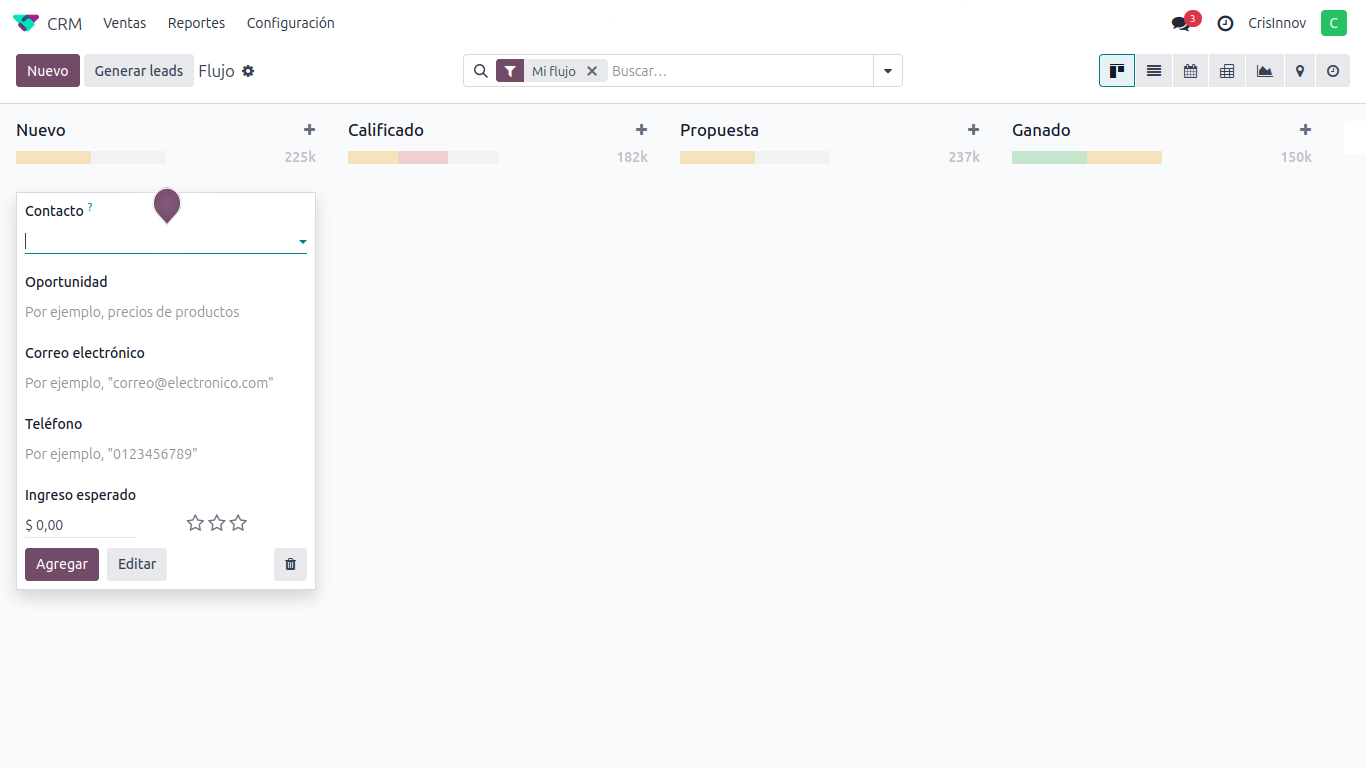 CRM Ventas Reportes Configuración 3 CrisInnov C
Nuevo Generar leads Flujo Mi flujo Buscar...
Nuevo Calificado Propuesta Ganado
225k 182k 237k 150k
Contacto ?
Oportunidad
Por ejemplo, precios de productos
Correo electrónico
Por ejemplo, "correo@electronico.com"
Teléfono
Por ejemplo, "0123456789"
Ingreso esperado
$ 0,00
Agregar Editar